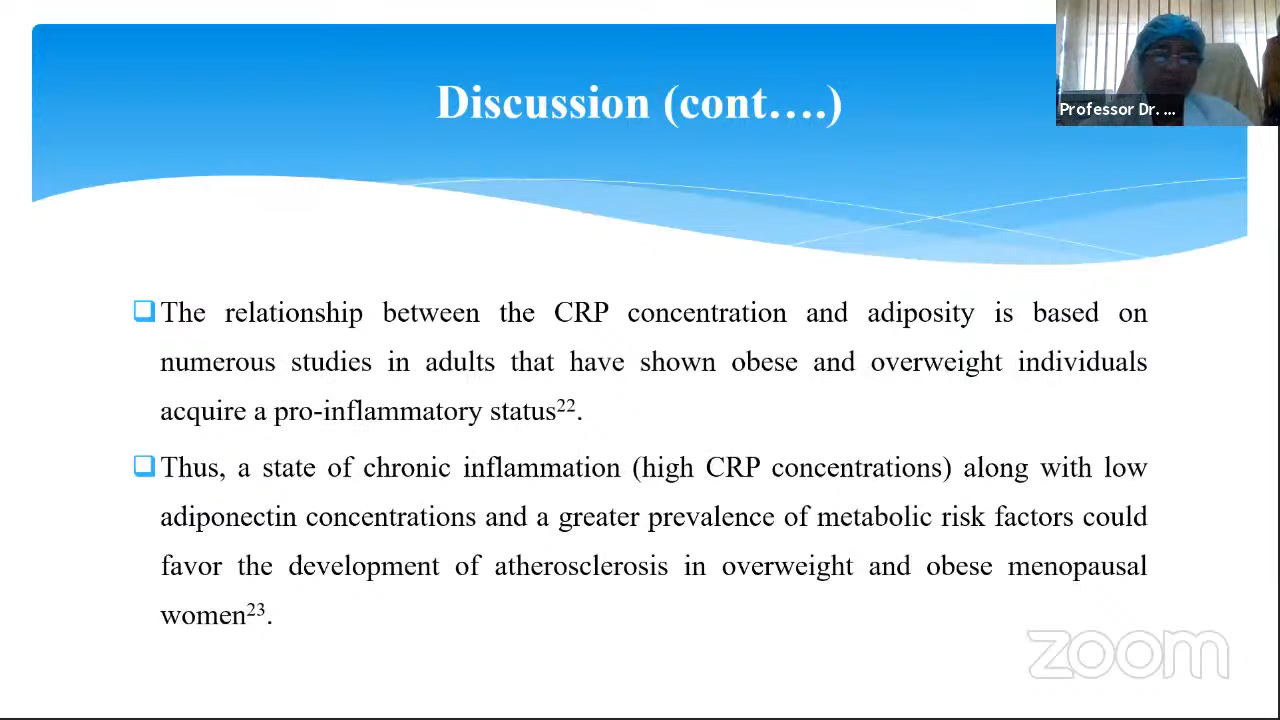 Discussion (cont….)
Professor Dr. ...
The relationship between the CRP concentration and adiposity is based on
numerous studies in adults that have shown obese and overweight individuals
acquire a pro-inflammatory status22.
Thus, a state of chronic inflammation (high CRP concentrations) along with low
adiponectin concentrations and a greater prevalence of metabolic risk factors could
favor the development of atherosclerosis in overweight and obese menopausal
women23.
zoom